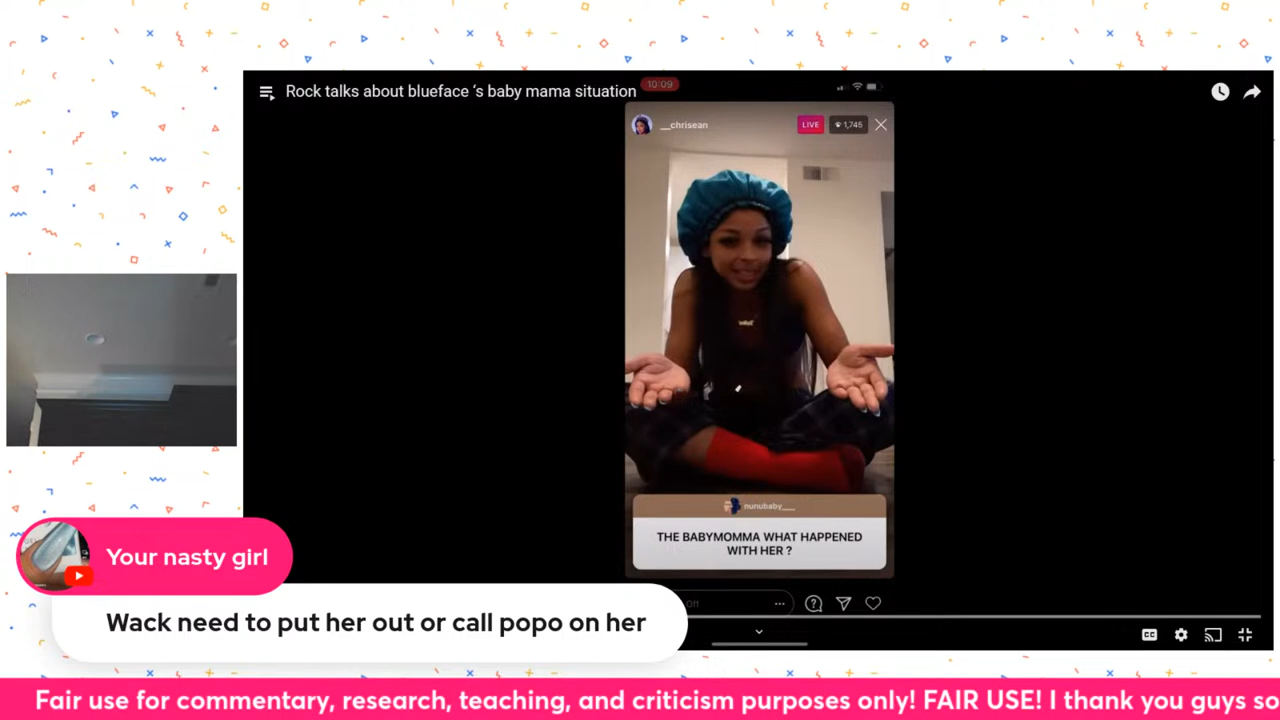 Rock talks about blueface ‘s baby mama situation
10:09
__chrisean
LIVE
1,745
nunubaby___
THE BABYMOMMA WHAT HAPPENED
WITH HER ?
CC
Your nasty girl
Wack need to put her out or call popo on her
Fair use for commentary, research, teaching, and criticism purposes only! FAIR USE! I thank you guys so